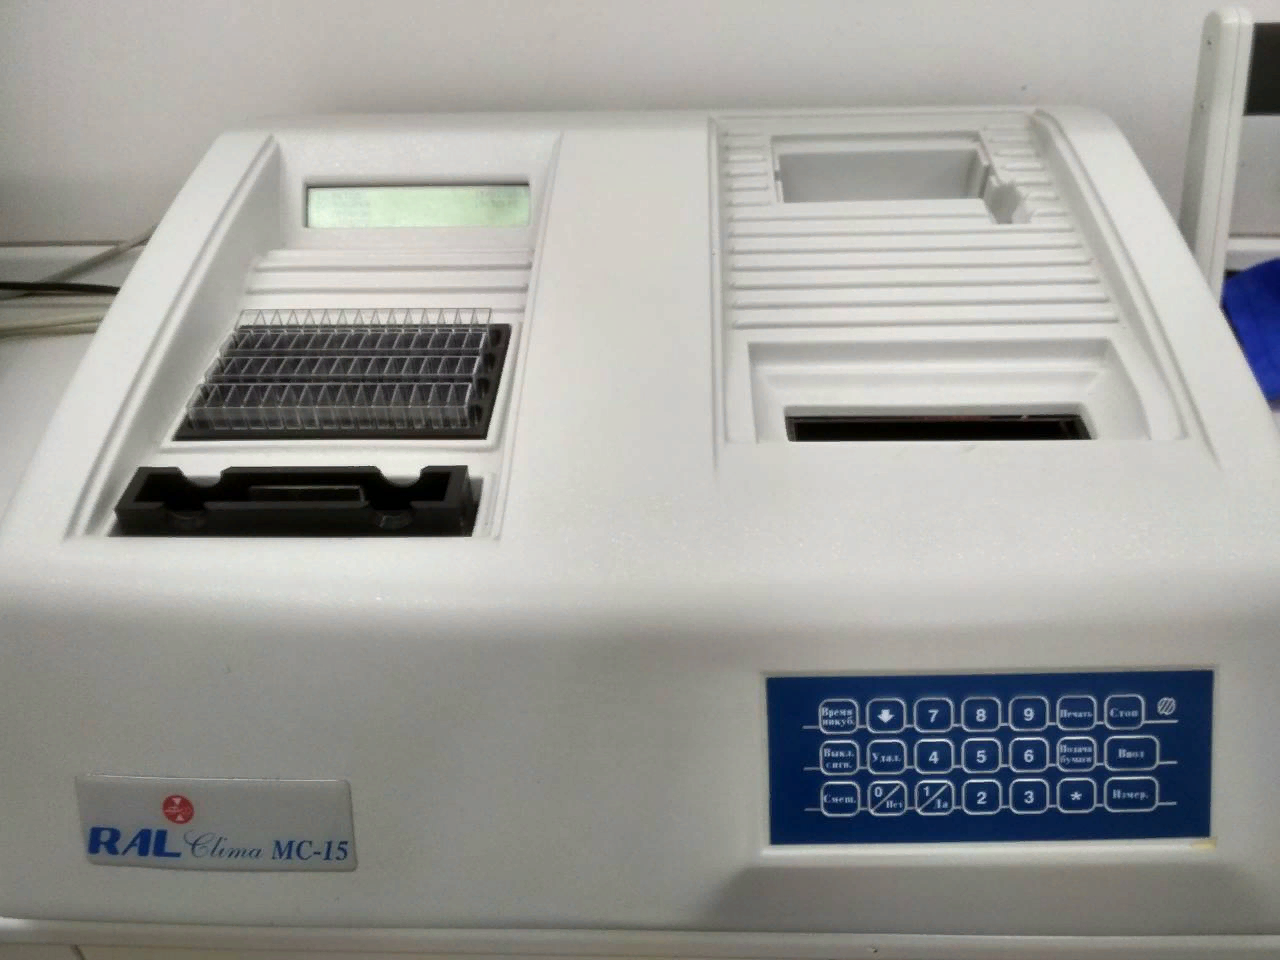 Время
инкуб.
7
8
9
Печать
Стоп
Выкл.
сигн.
Удал.
4
5
6
Подача
бумаги
Ввод
Смеш.
0/Нет
1/Да
2
3
*
Измер.
RAL Clima MC-15